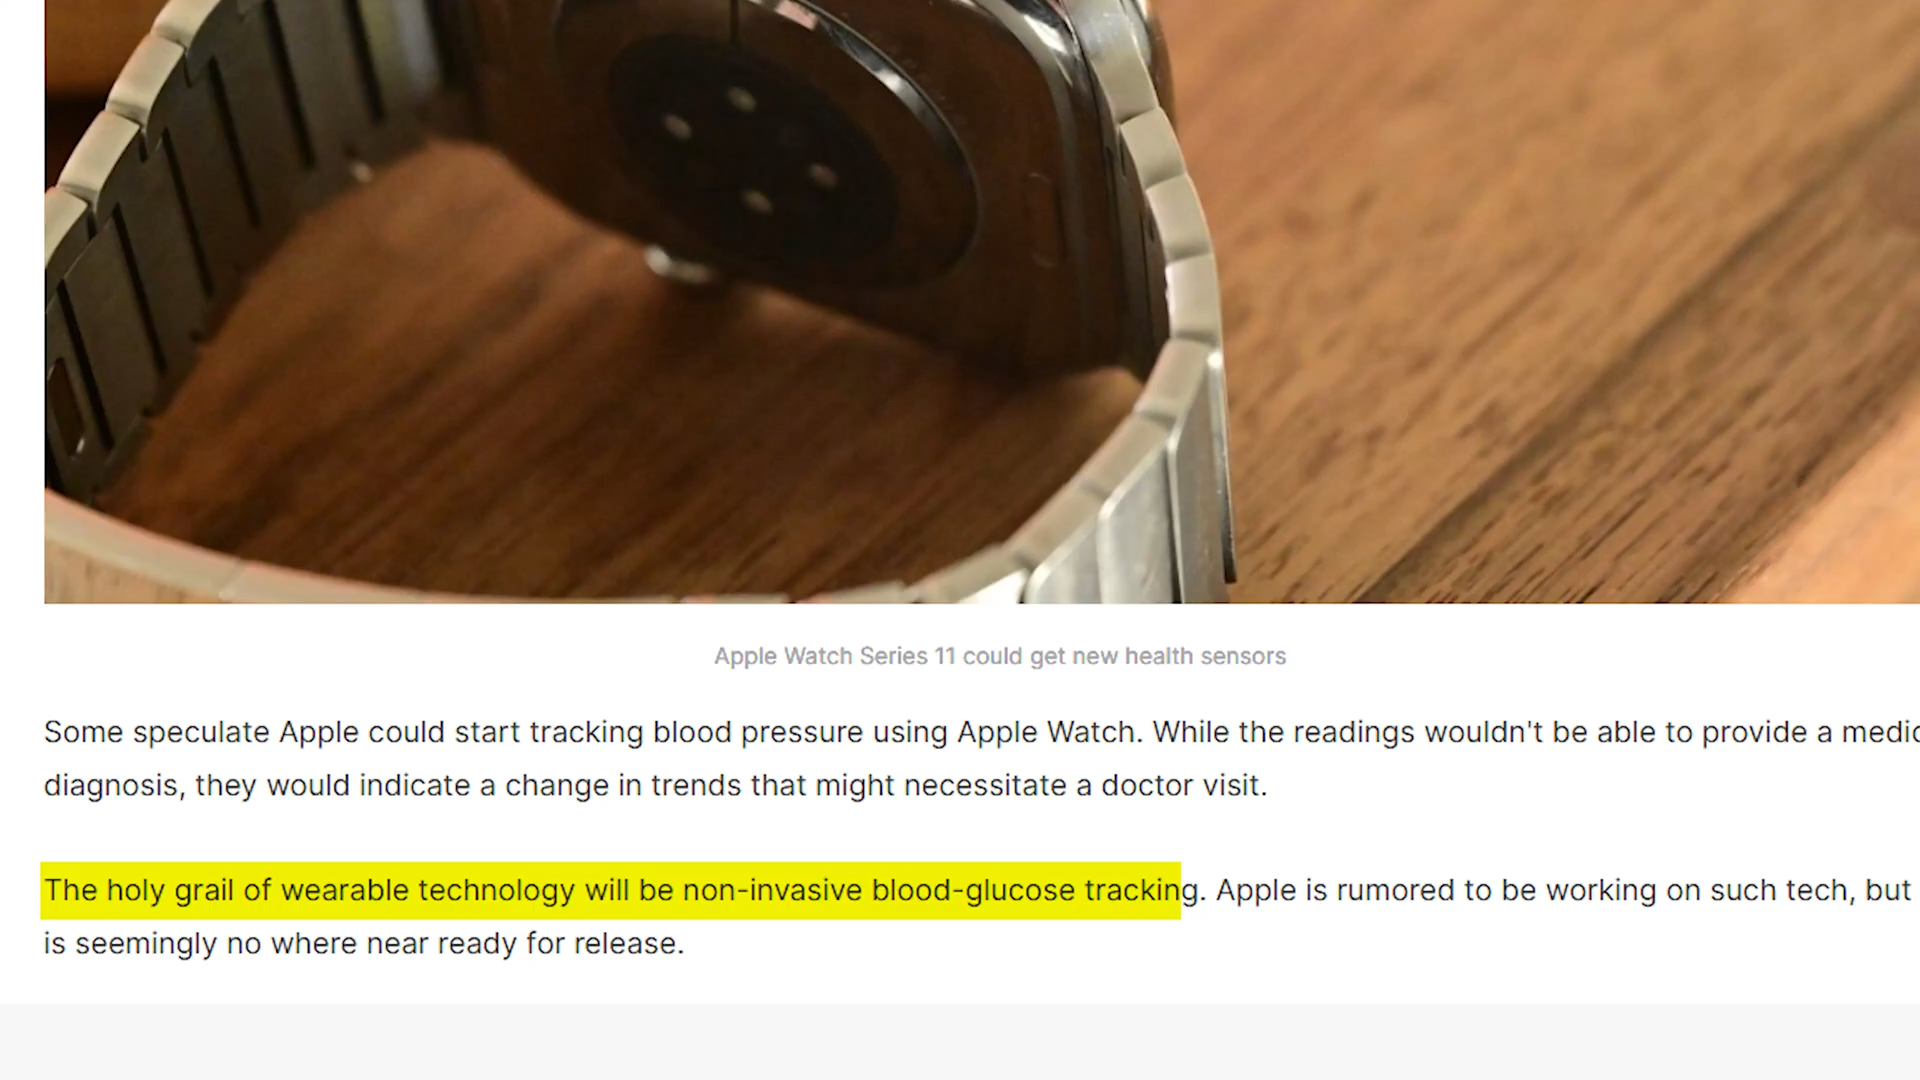 Apple Watch Series 11 could get new health sensors
Some speculate Apple could start tracking blood pressure using Apple Watch. While the readings wouldn't be able to provide a
diagnosis, they would indicate a change in trends that might necessitate a doctor visit.
The holy grail of wearable technology will be non-invasive blood-glucose tracking. Apple is rumored to be working on such tech, but
is seemingly no where near ready for release.